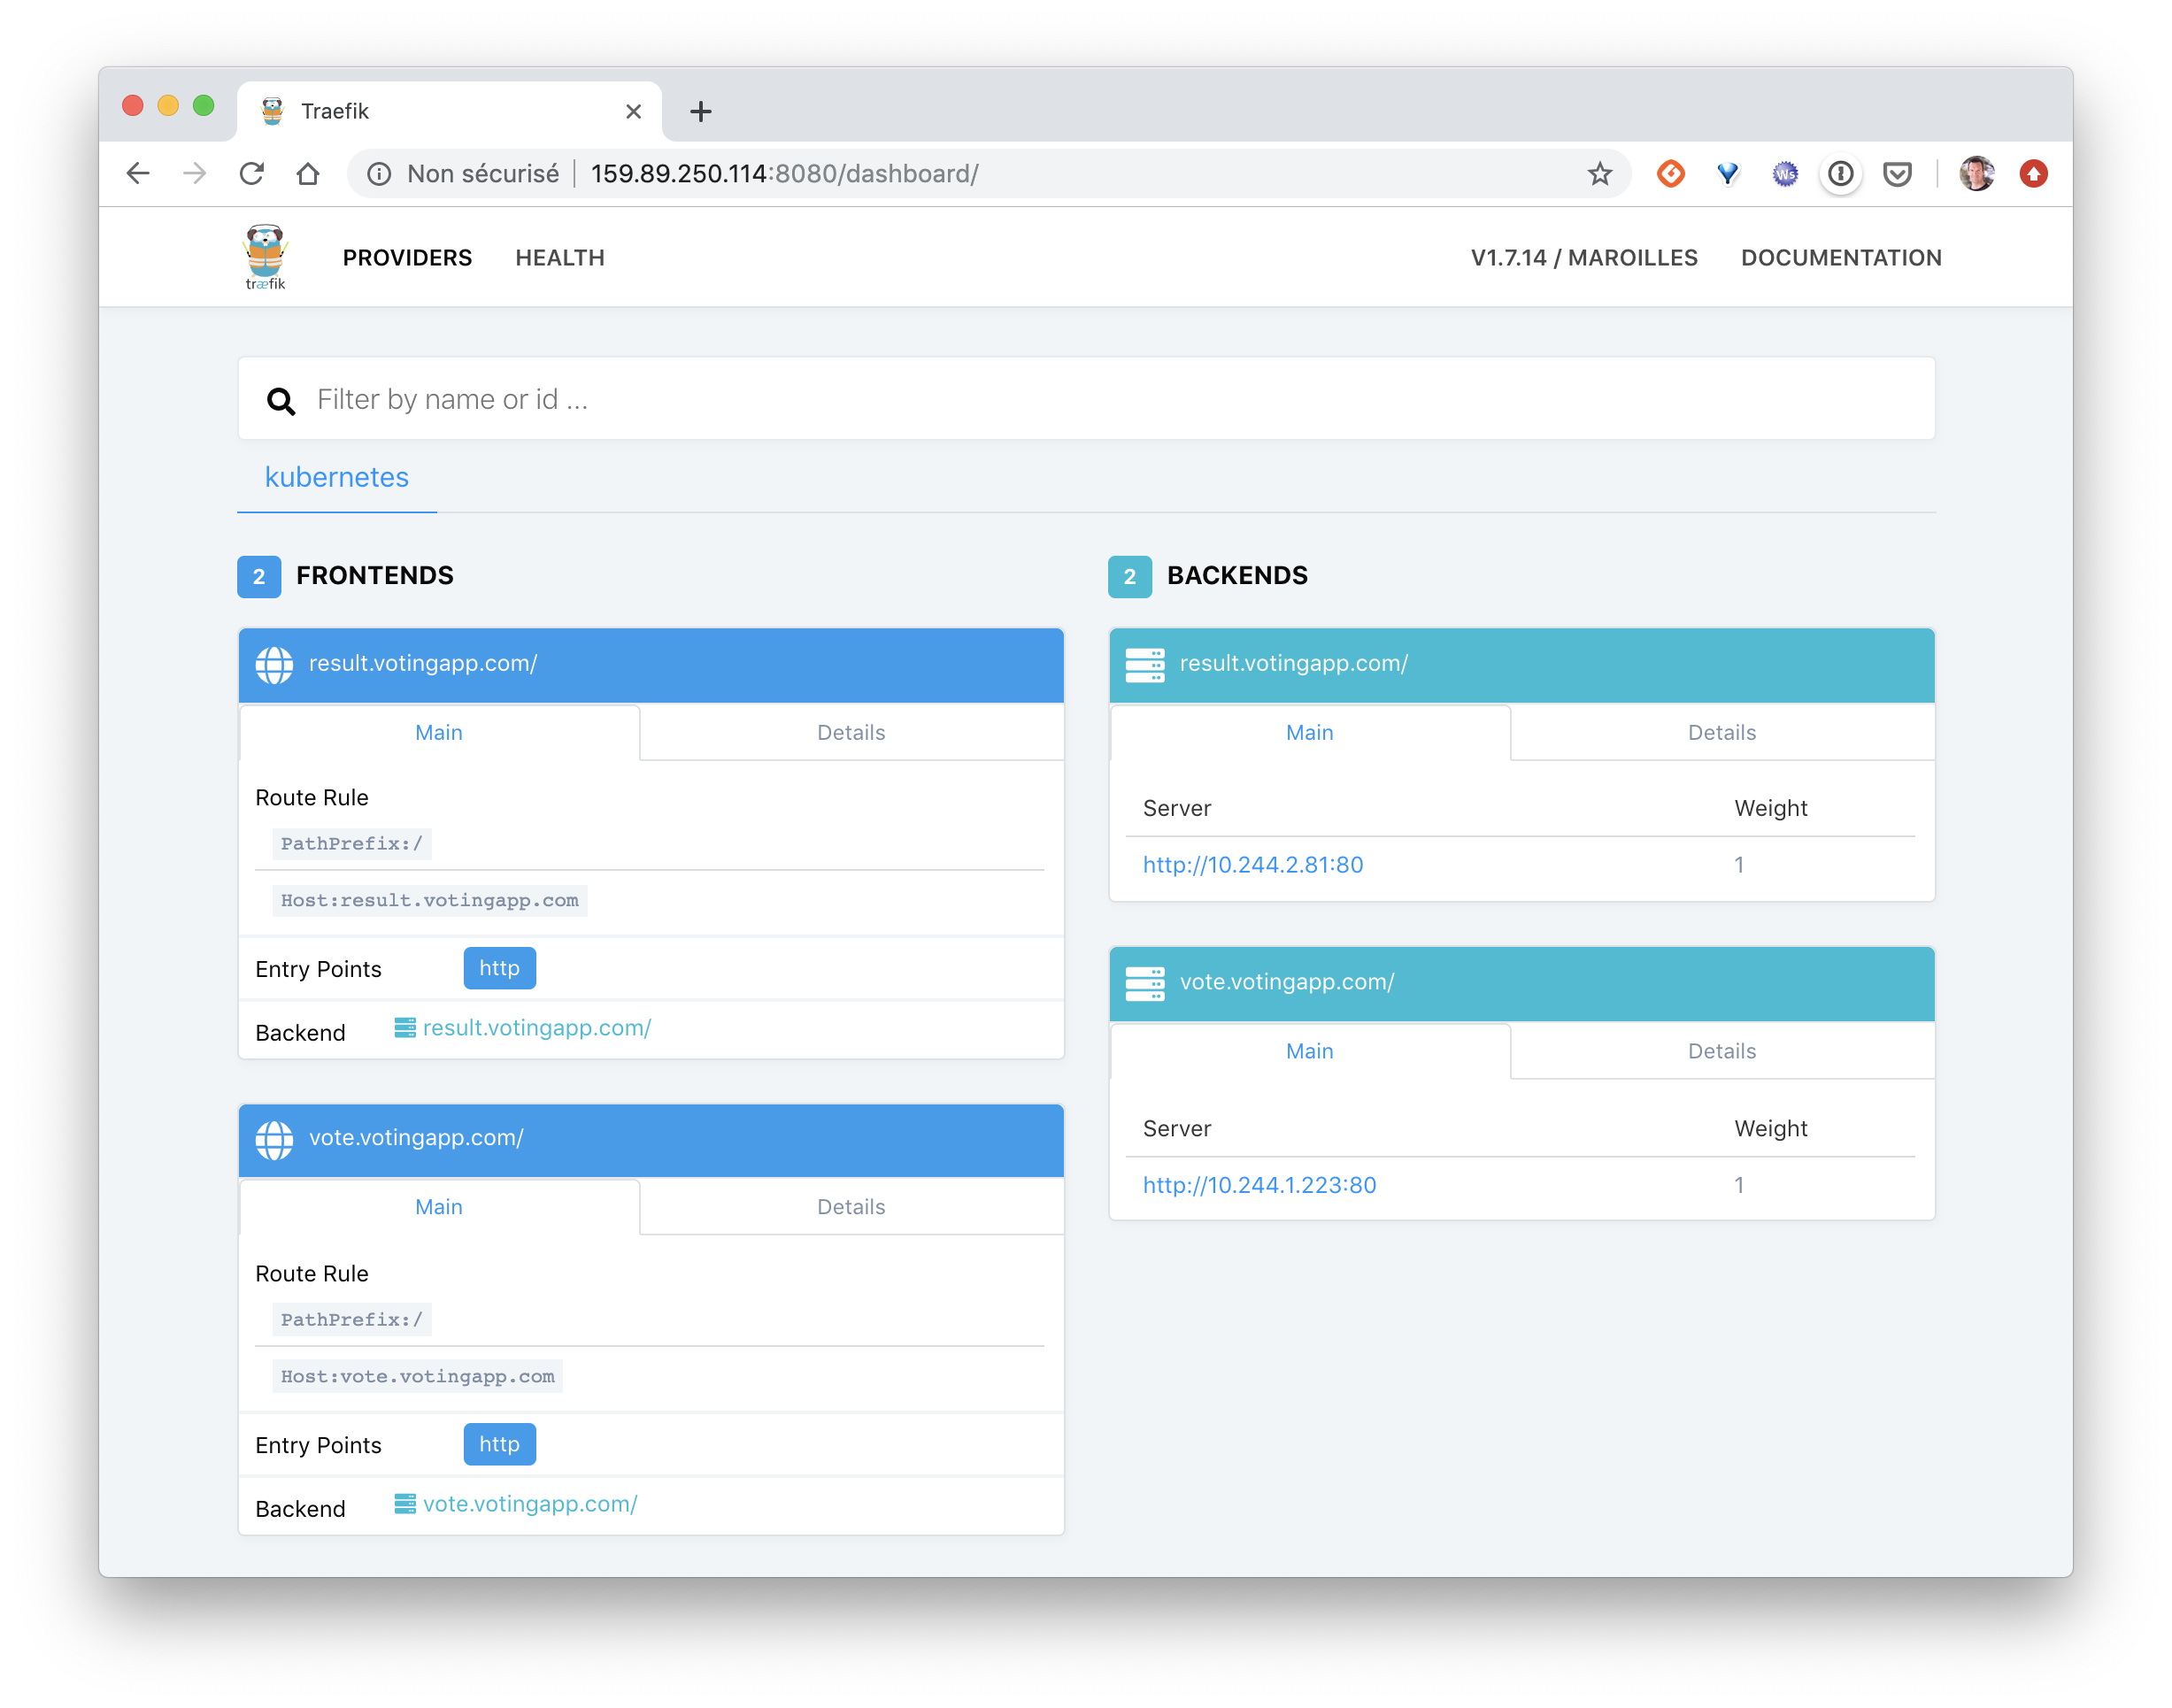 Traefik
Non sécurisé 159.89.250.114:8080/dashboard/
Ws
træfik
PROVIDERS HEALTH V1.7.14 / MAROILLES DOCUMENTATION
Filter by name or id ...
kubernetes
2 FRONTENDS
result.votingapp.com/
Main Details
Route Rule
PathPrefix:/
Host:result.votingapp.com
Entry Points http
Backend result.votingapp.com/
vote.votingapp.com/
Main Details
Route Rule
PathPrefix:/
Host:vote.votingapp.com
Entry Points http
Backend vote.votingapp.com/
2 BACKENDS
result.votingapp.com/
Main Details
Server Weight
http://10.244.2.81:80 1
vote.votingapp.com/
Main Details
Server Weight
http://10.244.1.223:80 1